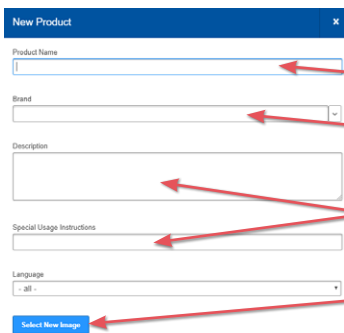 New Product ×
Product Name
Brand
Description
Special Usage Instructions
Language
- all -
Select New Image